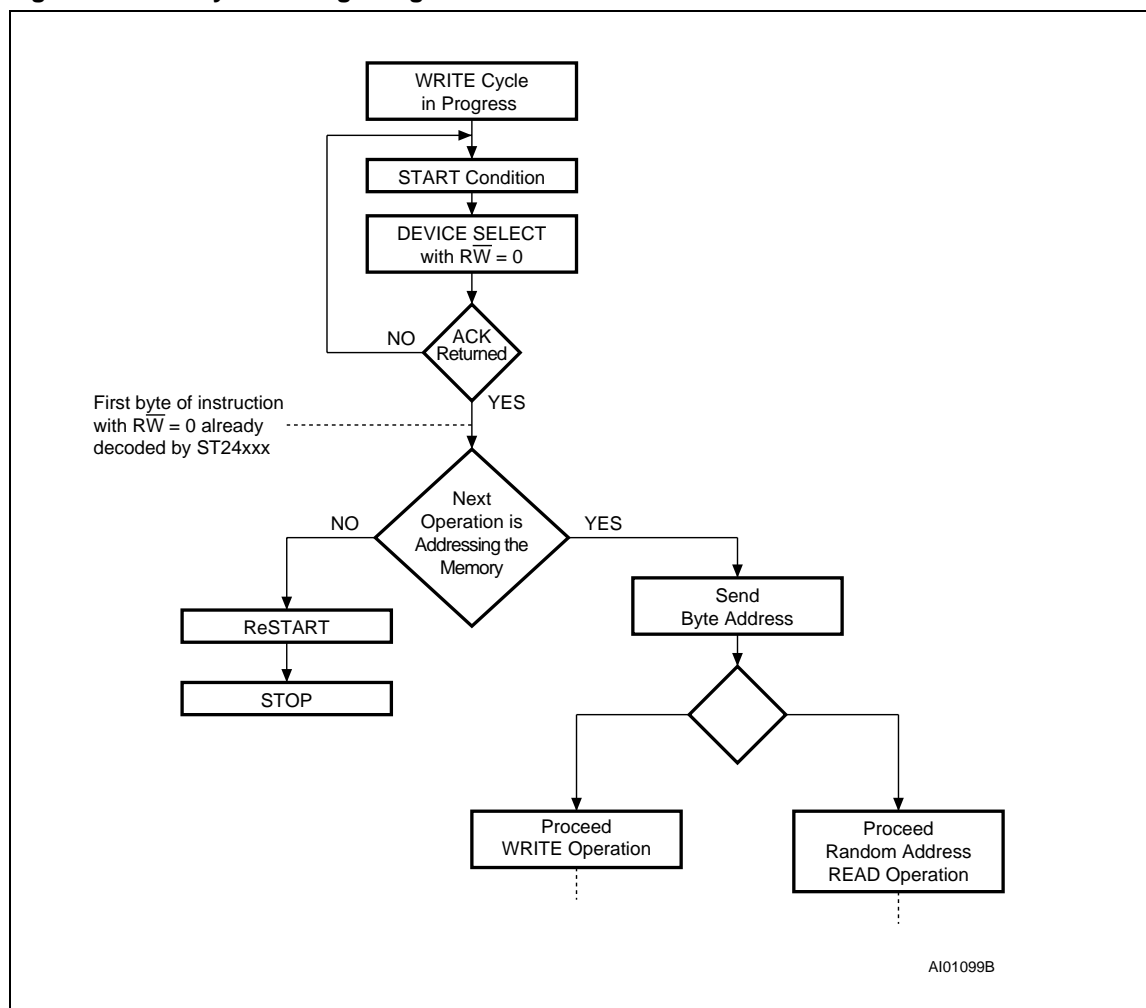 WRITE Cycle
in Progress
START Condition
DEVICE SELECT
with RW̅ = 0
NO
ACK
Returned
YES
First byte of instruction
with RW̅ = 0 already
decoded by ST24xxx
NO
Next
Operation is
Addressing the
Memory
YES
Send
Byte Address
ReSTART
STOP
Proceed
WRITE Operation
Proceed
Random Address
READ Operation
AI01099B